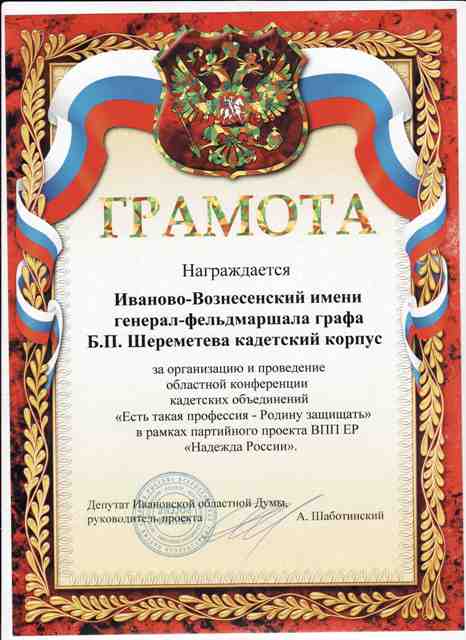 ГРАМОТА
Награждается
Иваново-Вознесенский имени
генерал-фельдмаршала графа
Б.П. Шереметева кадетский корпус
за организацию и проведение
областной конференции
кадетских объединений
«Есть такая профессия - Родину защищать»
в рамках партийного проекта ВПП ЕР
«Надежда России».
Депутат Ивановской областной Думы,
руководитель проекта
А. Шаботинский